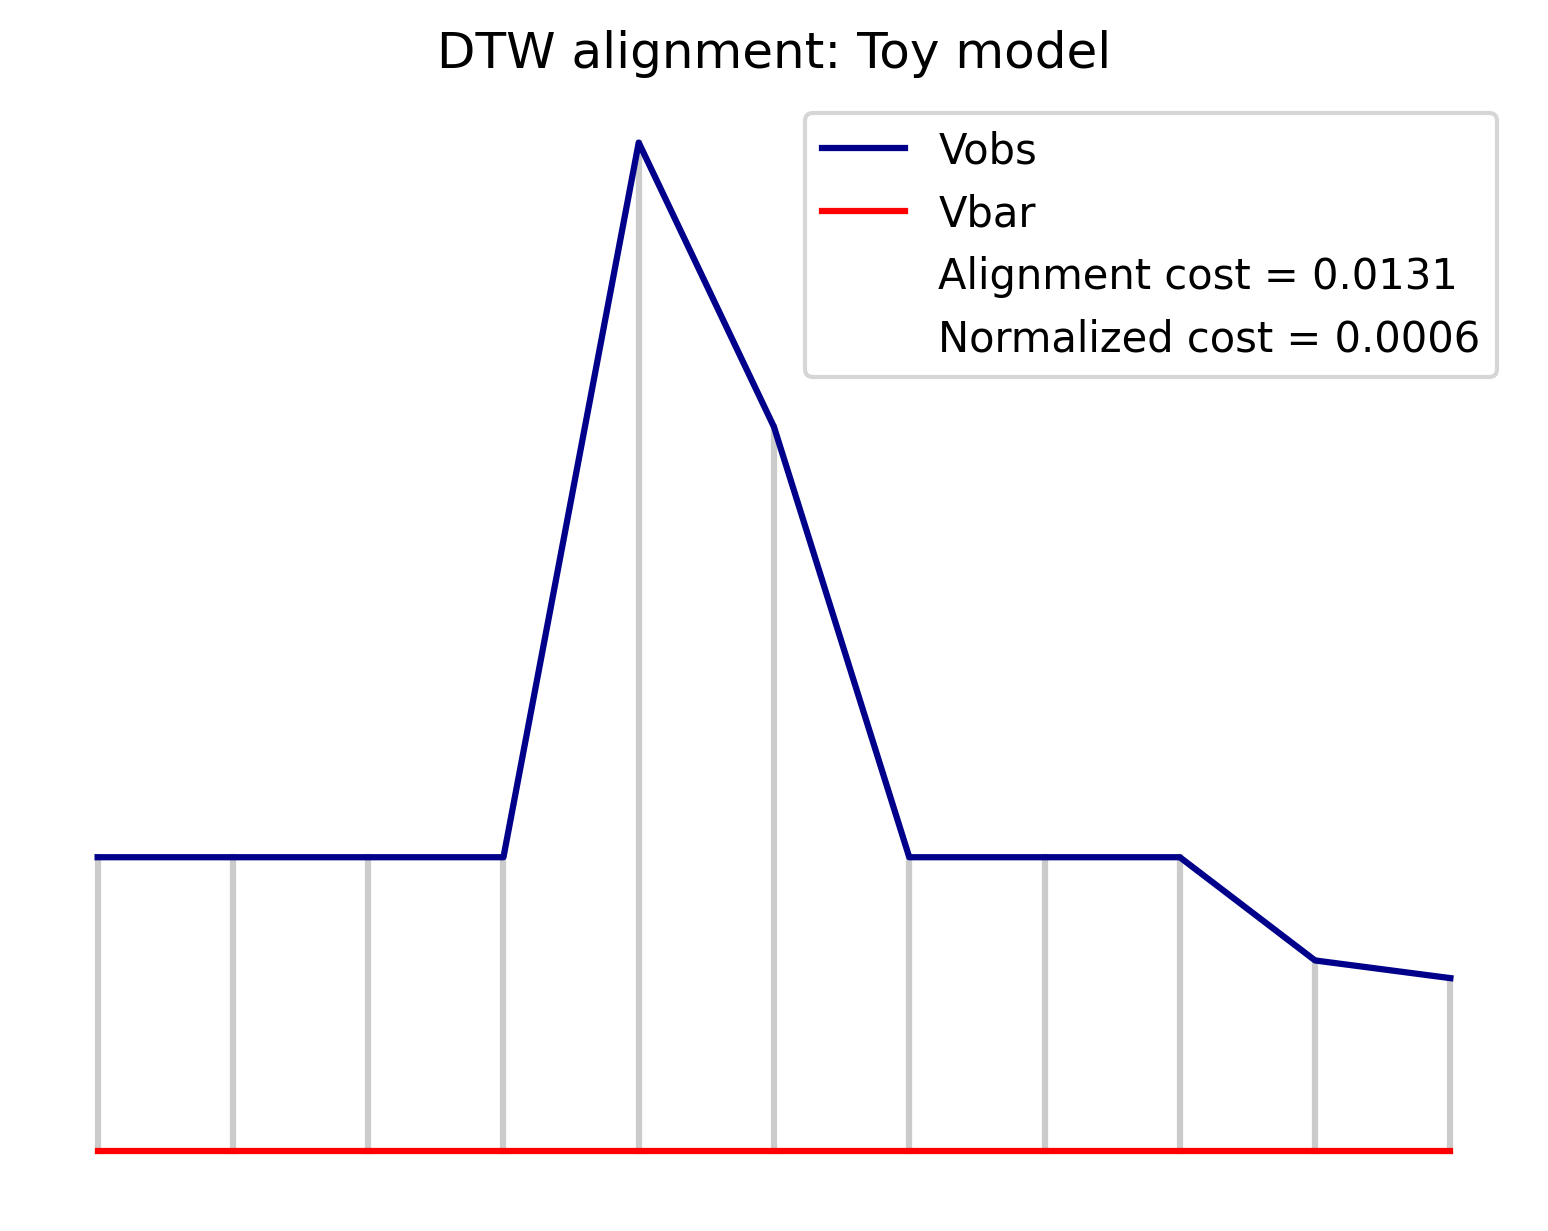 DTW alignment: Toy model
Vobs
Vbar
Alignment cost = 0.0131
Normalized cost = 0.0006